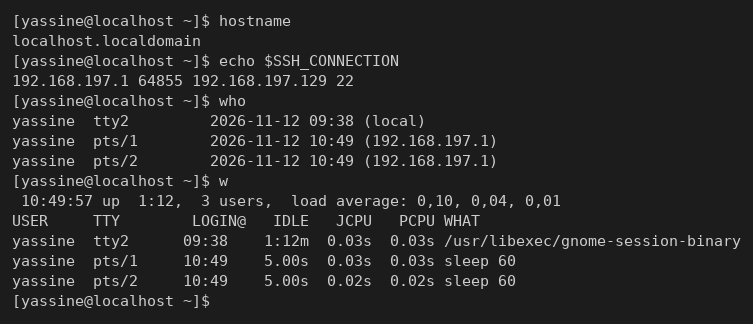 [yassine@localhost ~]$ hostname
localhost.localdomain
[yassine@localhost ~]$ echo $SSH_CONNECTION
192.168.197.1 64855 192.168.197.129 22
[yassine@localhost ~]$ who
yassine  tty2         2026-11-12 09:38 (local)
yassine  pts/1        2026-11-12 10:49 (192.168.197.1)
yassine  pts/2        2026-11-12 10:49 (192.168.197.1)
[yassine@localhost ~]$ w
 10:49:57 up  1:12,  3 users,  load average: 0,10, 0,04, 0,01
USER     TTY        LOGIN@   IDLE   JCPU   PCPU WHAT
yassine  tty2      09:38    1:12m  0.03s  0.03s /usr/libexec/gnome-session-binary
yassine  pts/1     10:49    5.00s  0.03s  0.03s sleep 60
yassine  pts/2     10:49    5.00s  0.02s  0.02s sleep 60
[yassine@localhost ~]$